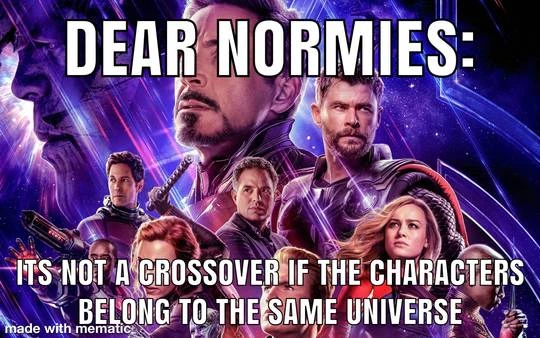 DEAR NORMIES:
ITS NOT A CROSSOVER IF THE CHARACTERS
BELONG TO THE SAME UNIVERSE
made with mematic